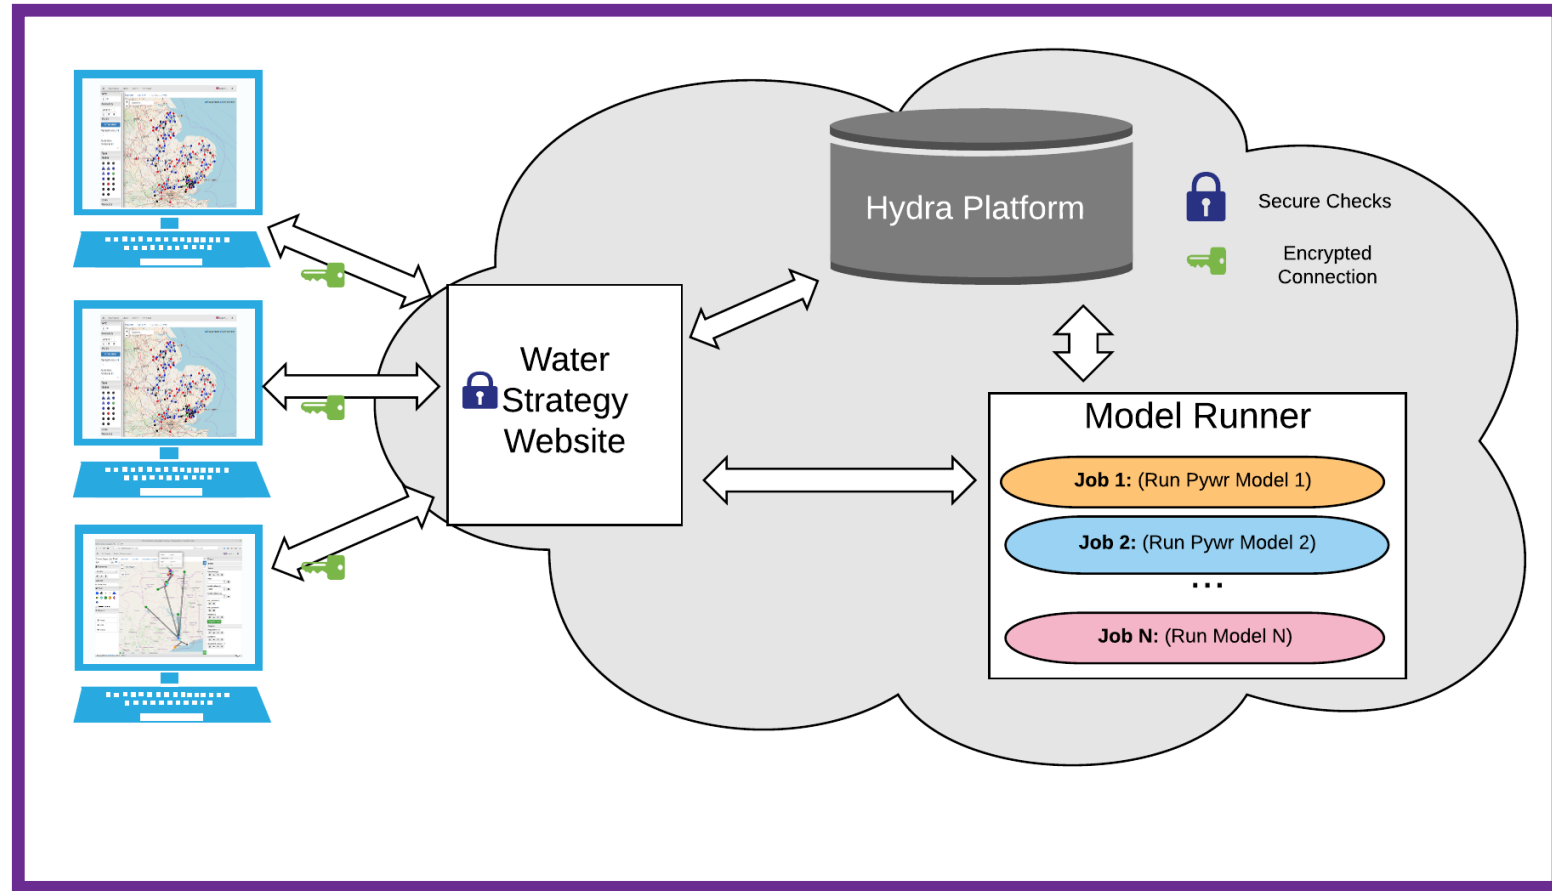 Hydra Platform
Secure Checks
Encrypted
Connection
Water
Strategy
Website
Model Runner
Job 1: (Run Pywr Model 1)
Job 2: (Run Pywr Model 2)
...
Job N: (Run Model N)